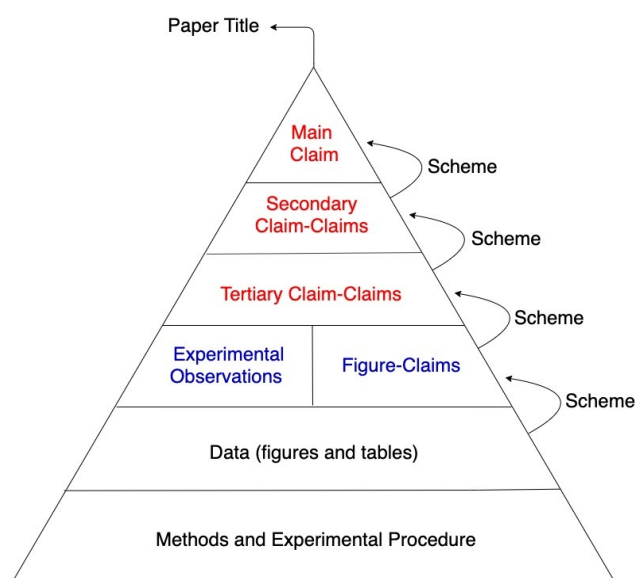 Paper Title
Main
Claim
Scheme
Secondary
Claim-Claims
Scheme
Tertiary Claim-Claims
Scheme
Experimental
Observations
Figure-Claims
Scheme
Data (figures and tables)
Methods and Experimental Procedure